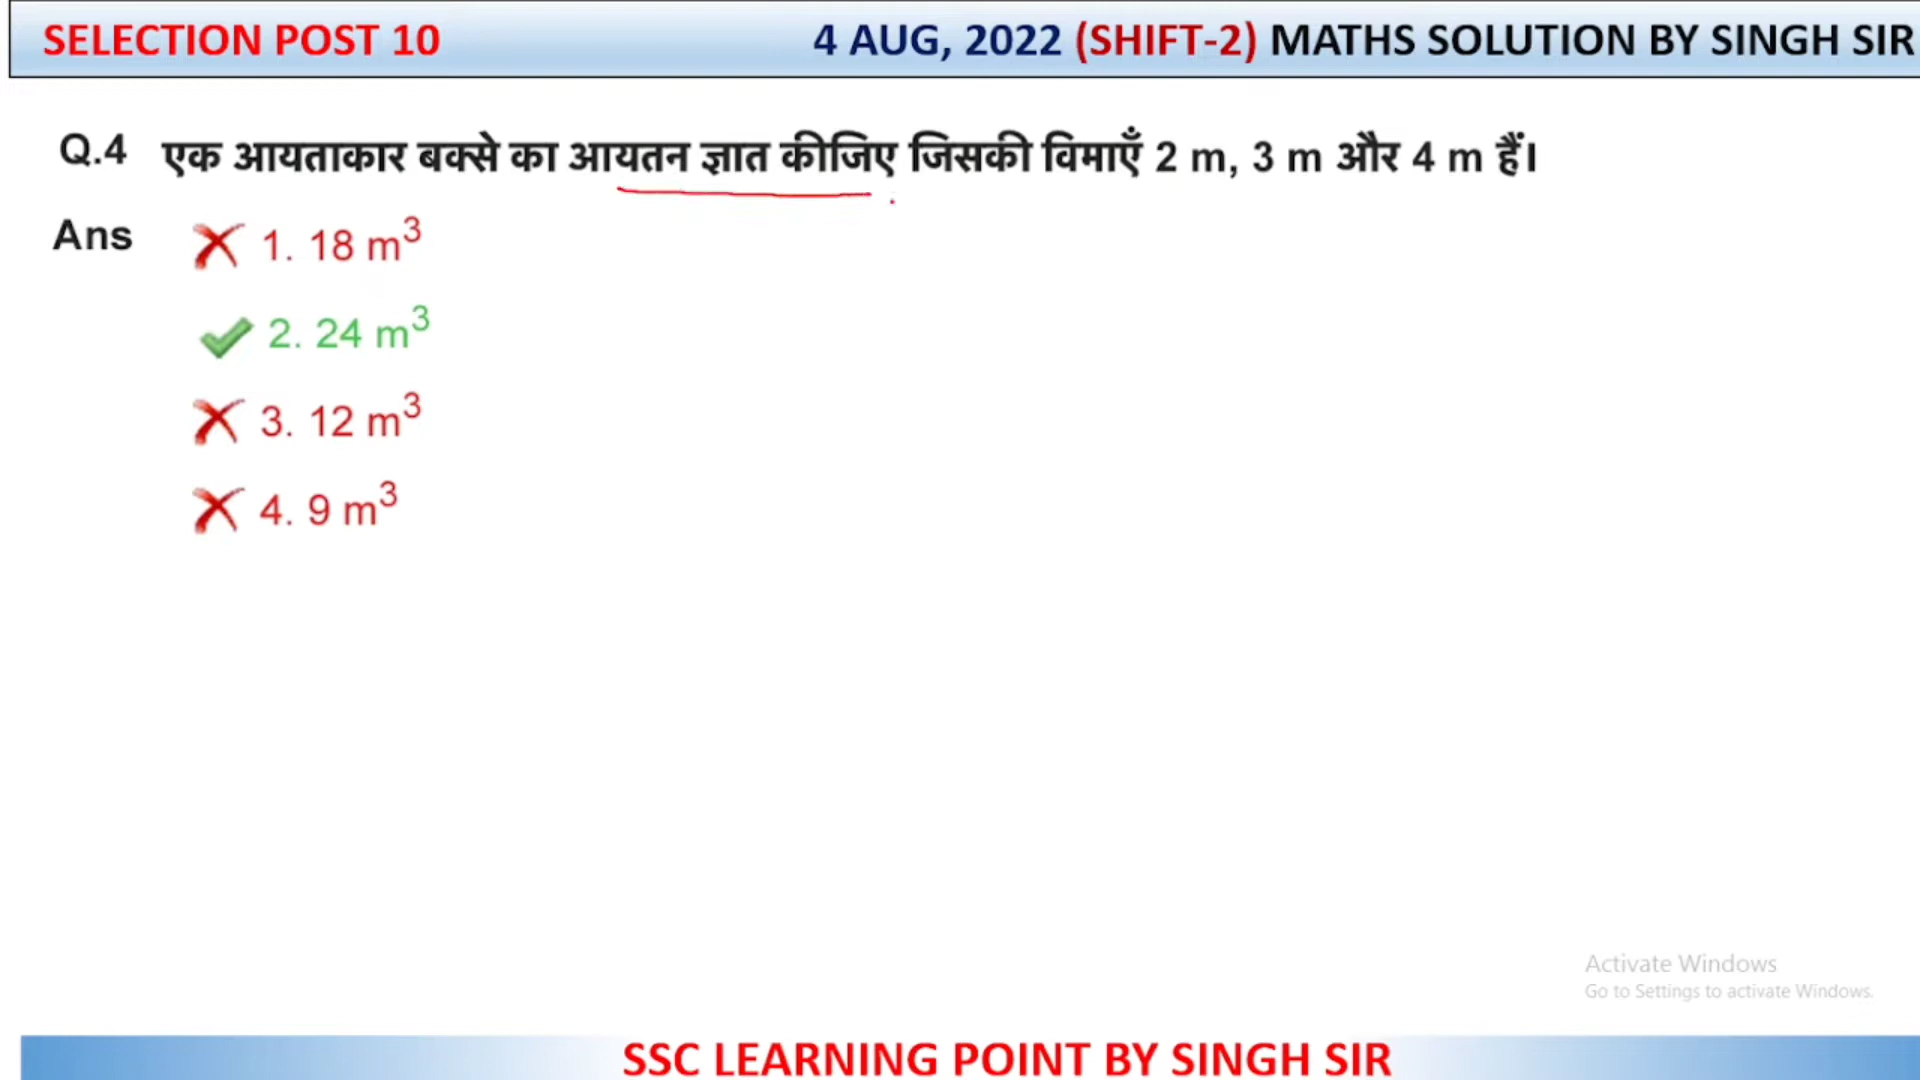 SELECTION POST 10 4 AUG, 2022 (SHIFT-2) MATHS SOLUTION BY SINGH SIR
Q.4 एक आयताकार बक्से का आयतन ज्ञात कीजिए जिसकी विमाएँ 2 m, 3 m और 4 m हैं।
Ans 1. 18 m³
2. 24 m³
3. 12 m³
4. 9 m³
Activate Windows
Go to Settings to activate Windows.
SSC LEARNING POINT BY SINGH SIR